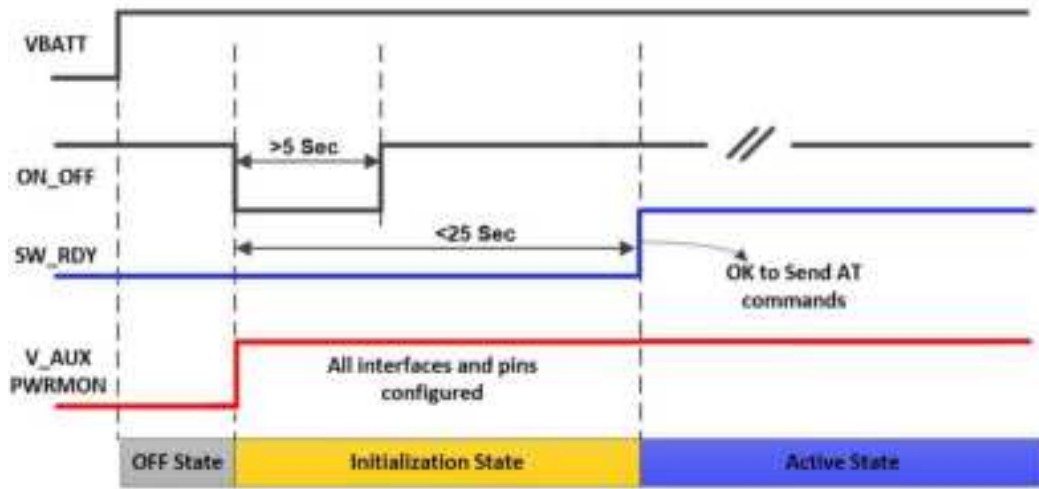 VBATT
>5 Sec
ON_OFF
<25 Sec
SW_RDY
OK to Send AT
commands
V_AUX
PWRMON
All interfaces and pins
configured
OFF State
Initialization State
Active State